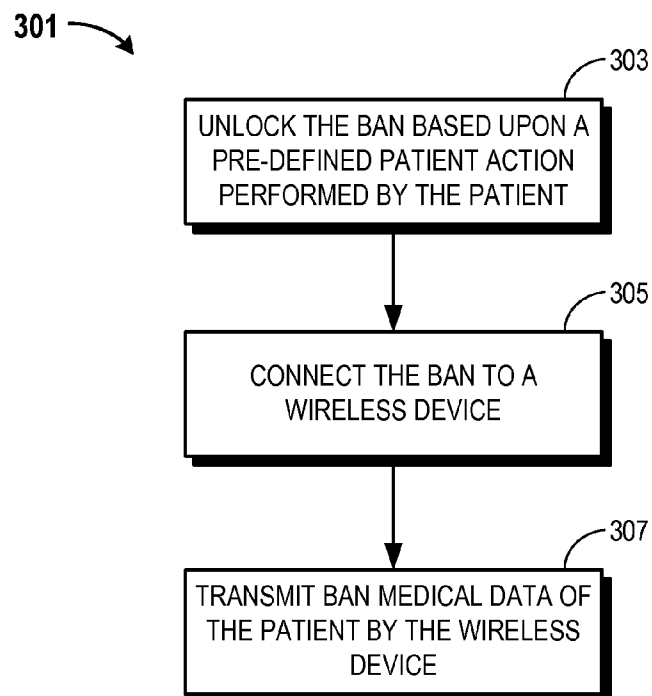 301
303
UNLOCK THE BAN BASED UPON A
PRE-DEFINED PATIENT ACTION
PERFORMED BY THE PATIENT
305
CONNECT THE BAN TO A
WIRELESS DEVICE
307
TRANSMIT BAN MEDICAL DATA OF
THE PATIENT BY THE WIRELESS
DEVICE